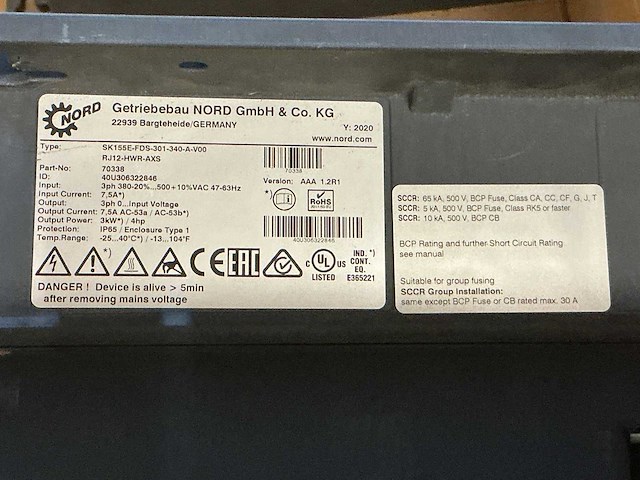 NORD
Getriebebau NORD GmbH & Co. KG
22939 Bargteheide/GERMANY
Y: 2020
www.nord.com
Type: SK155E-FDS-301-340-A-V00
RJ12-HWR-AXS
Part-No: 70338
ID: 40U306322846
Input: 3ph 380-20%...500+10%VAC 47-63Hz
Input Current: 7,5A*)
Output: 3ph 0...Input Voltage
Output Current: 7,5A AC-53a / AC-53b*)
Output Power: 3kW*) / 4hp
Protection: IP65 / Enclosure Type 1
Temp.Range: -25...40°C*) / -13...104°F
70338
Version: AAA 1.2R1
*)
RoHS
40U306322846
*)
CE EAC
C UL US
LISTED
IND. *)
CONT.
EQ.
E365221
DANGER ! Device is alive > 5min
after removing mains voltage
SCCR: 65 kA, 500 V, BCP Fuse, Class CA, CC, CF, G, J, T
SCCR: 5 kA, 500 V, BCP Fuse, Class RK5 or faster
SCCR: 10 kA, 500 V, BCP CB
BCP Rating and further Short Circuit Rating
see manual
Suitable for group fusing
SCCR Group Installation:
same except BCP Fuse or CB rated max. 30 A